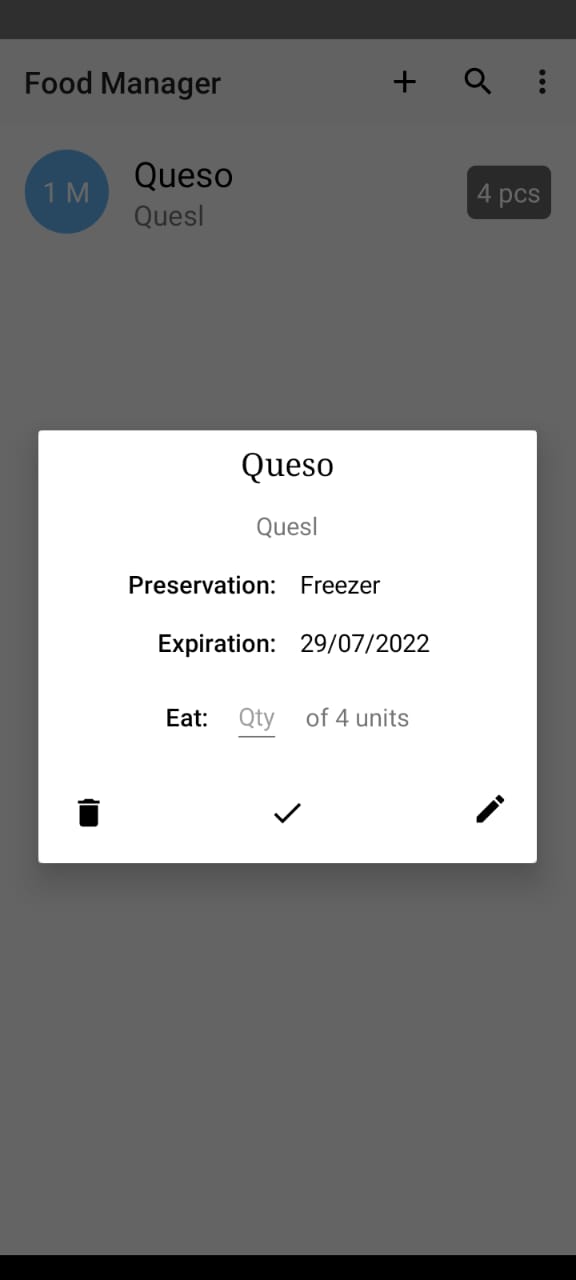 Food Manager
1 M
Queso
Quesl
4 pcs
Queso
Quesl
Preservation: Freezer
Expiration: 29/07/2022
Eat: Qty of 4 units